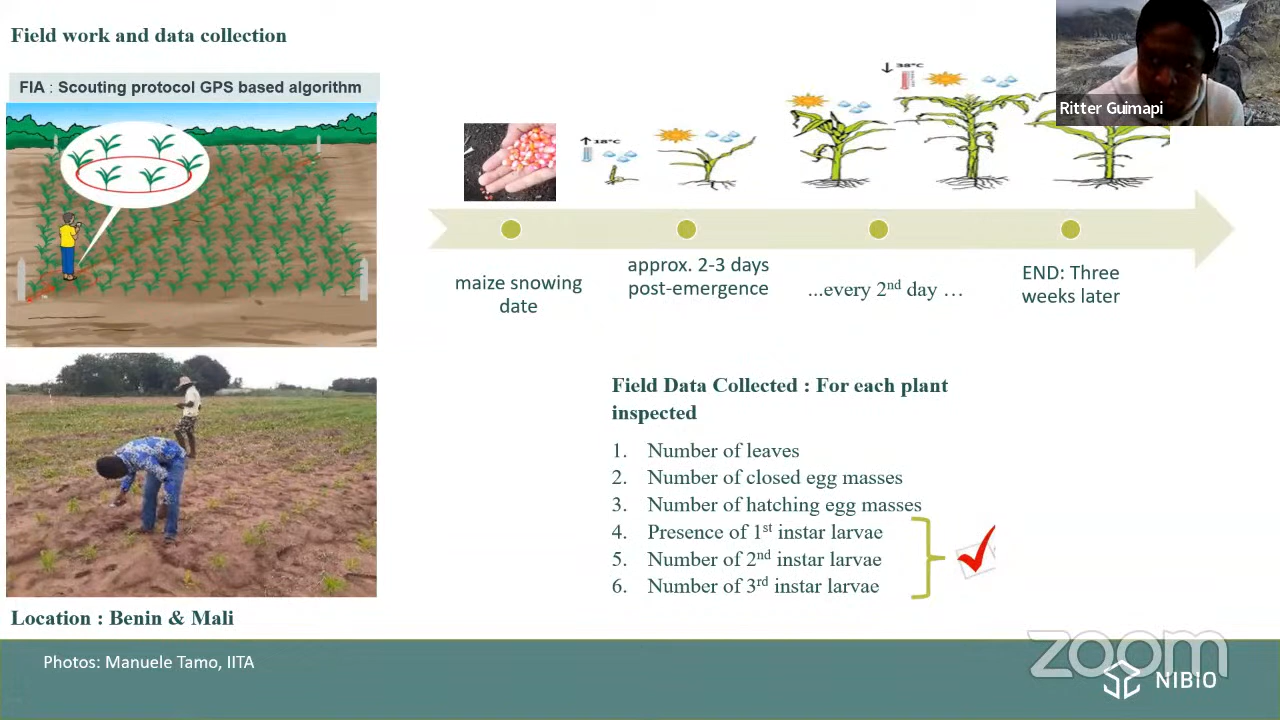 Field work and data collection
FIA : Scouting protocol GPS based algorithm
Ritter Guimapi
18°C
38°C
maize snowing
date
approx. 2-3 days
post-emergence
...every 2nd day …
END: Three
weeks later
Field Data Collected : For each plant
inspected
1. Number of leaves
2. Number of closed egg masses
3. Number of hatching egg masses
4. Presence of 1st instar larvae
5. Number of 2nd instar larvae
6. Number of 3rd instar larvae
Location : Benin & Mali
Photos: Manuele Tamo, IITA
zoom
NIBIO